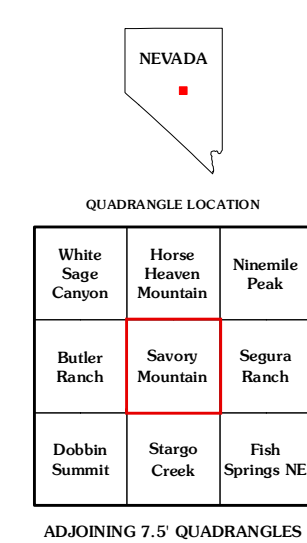 NEVADA
QUADRANGLE LOCATION
White
Sage
Canyon
Horse
Heaven
Mountain
Ninemile
Peak
Butler
Ranch
Savory
Mountain
Segura
Ranch
Dobbin
Summit
Stargo
Creek
Fish
Springs NE
ADJOINING 7.5' QUADRANGLES